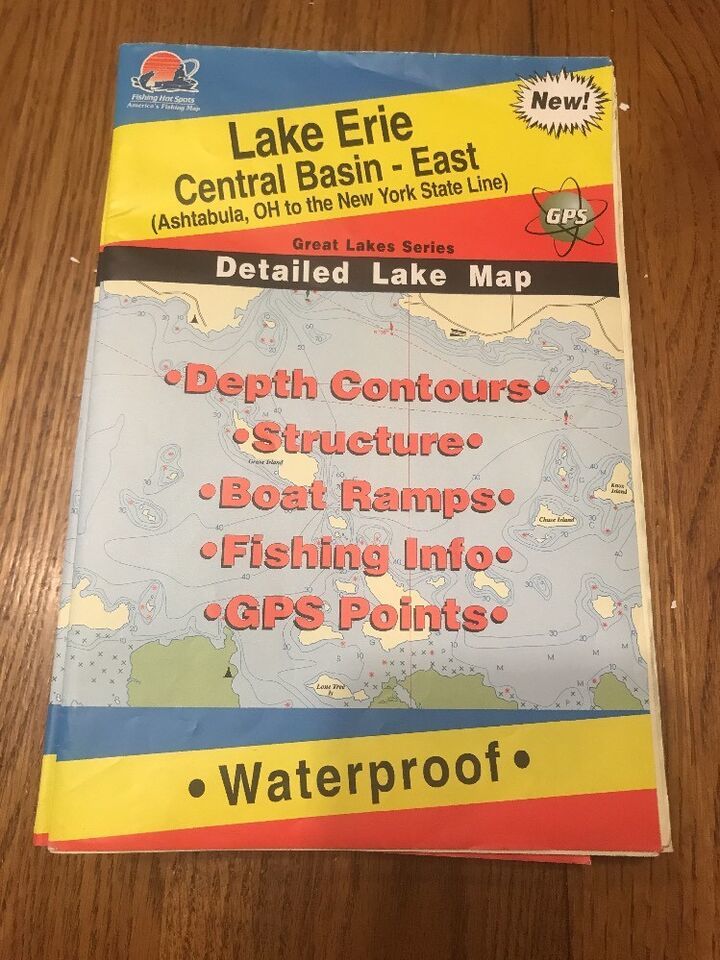 Fishing Hot Spots
America's Fishing Map
New!
Lake Erie
Central Basin - East
(Ashtabula, OH to the New York State Line)
GPS
Great Lakes Series
Detailed Lake Map
•Depth Contours•
•Structure•
Grose Island
•Boat Ramps•
Knox
Island
Chase Island
•Fishing Info•
•GPS Points•
Lone Tree
Is
• Waterproof •